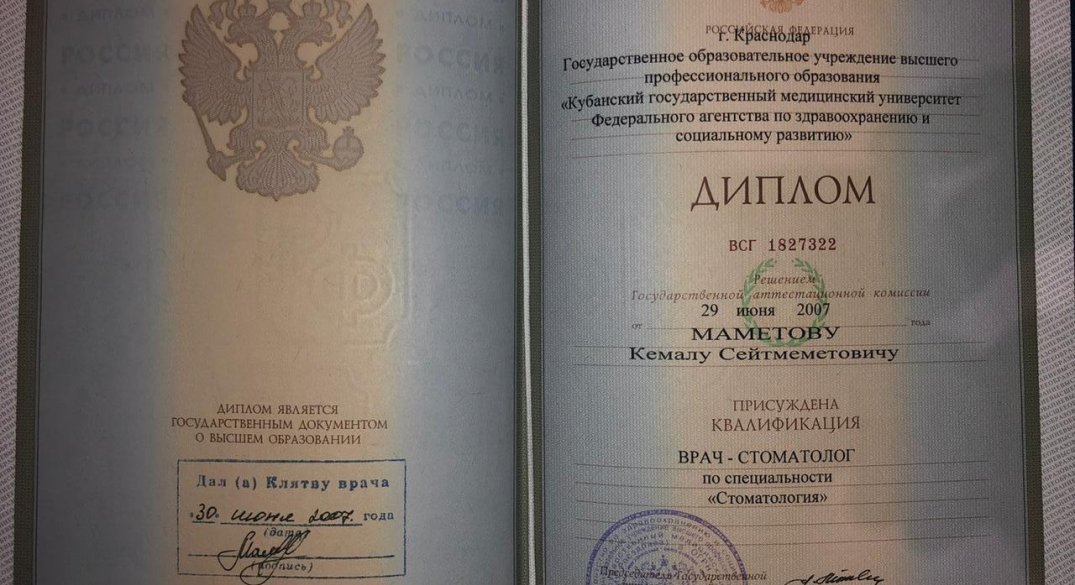 ДИПЛОМ ЯВЛЯЕТСЯ
ГОСУДАРСТВЕННЫМ ДОКУМЕНТОМ
О ВЫСШЕМ ОБРАЗОВАНИИ
Дал (а) Клятву врача
"30" июня 2007. года
(дата)
(подпись)
РОССИЙСКАЯ ФЕДЕРАЦИЯ
г. Краснодар
Государственное образовательное учреждение высшего
профессионального образования
«Кубанский государственный медицинский университет
Федерального агентства по здравоохранению и
социальному развитию»
ДИПЛОМ
ВСГ 1827322
Решением
Государственной аттестационной комиссии
от 29 июня 2007 года
МАМЕТОВУ
Кемалу Сейтмеметовичу
ПРИСУЖДЕНА
КВАЛИФИКАЦИЯ
ВРАЧ - СТОМАТОЛОГ
по специальности
«Стоматология»
Председатель Государственной